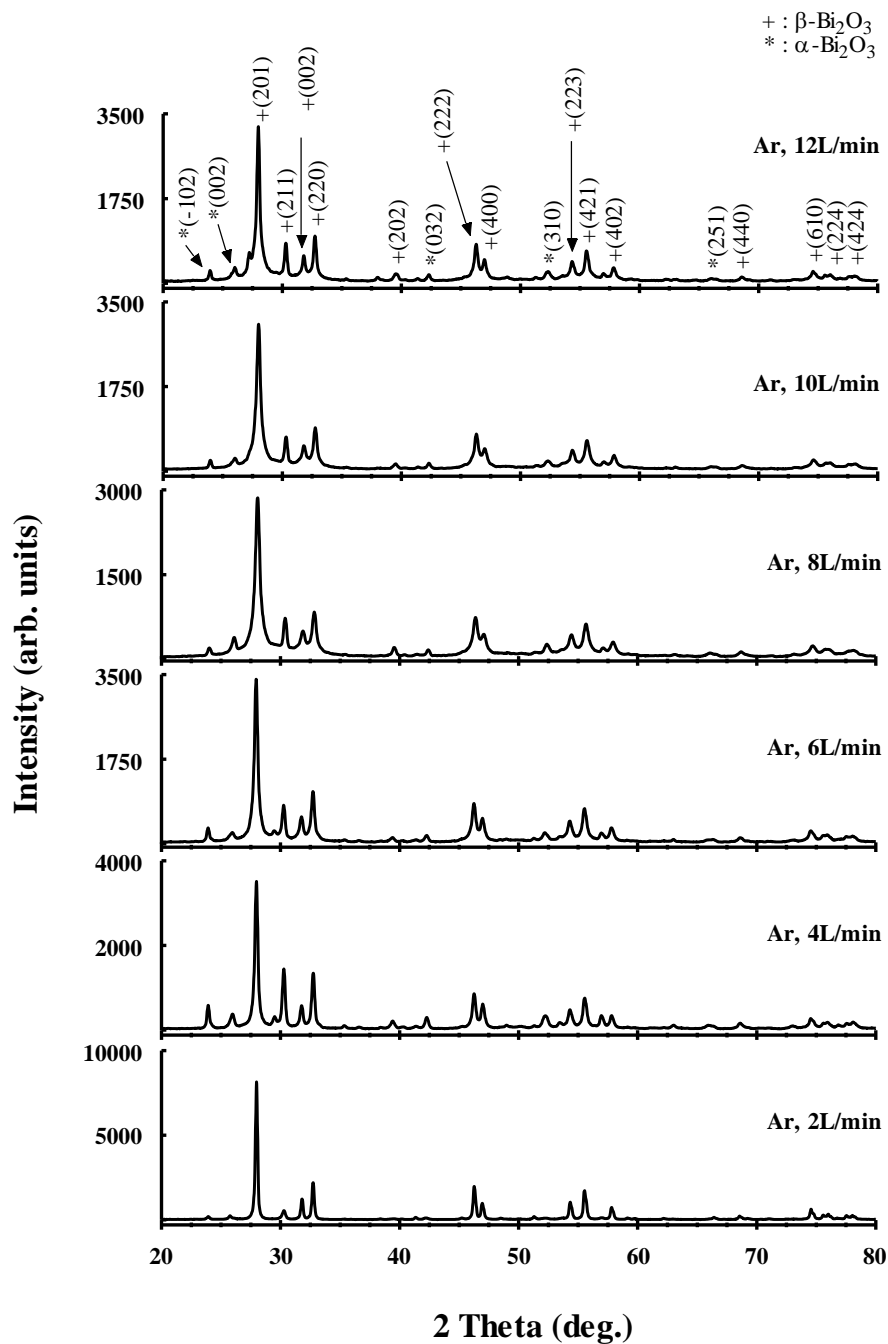 + : β-Bi₂O₃
* : α-Bi₂O₃
*(-102)
*(002)
+(201)
+(211)
+(002)
+(220)
+(202)
*(032)
+(222)
+(400)
*(310)
+(223)
+(421)
+(402)
*(251)
+(440)
+(610)
+(224)
+(424)
3500
1750
Ar, 12L/min
3500
1750
Ar, 10L/min
3000
1500
Ar, 8L/min
3500
1750
Ar, 6L/min
4000
2000
Ar, 4L/min
10000
5000
Ar, 2L/min
Intensity (arb. units)
20 30 40 50 60 70 80
2 Theta (deg.)